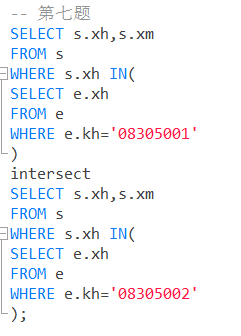 -- 第七题
SELECT s.xh,s.xm
FROM s
WHERE s.xh IN(
SELECT e.xh
FROM e
WHERE e.kh='08305001'
)
intersect
SELECT s.xh,s.xm
FROM s
WHERE s.xh IN(
SELECT e.xh
FROM e
WHERE e.kh='08305002'
);